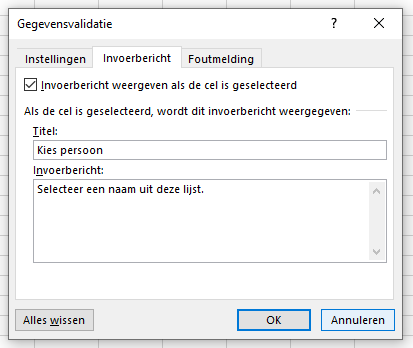 Gegevensvalidatie
Instellingen Invoerbericht Foutmelding
Invoerbericht weergeven als de cel is geselecteerd
Als de cel is geselecteerd, wordt dit invoerbericht weergegeven:
Titel:
Kies persoon
Invoerbericht:
Selecteer een naam uit deze lijst.
Alles wissen OK Annuleren